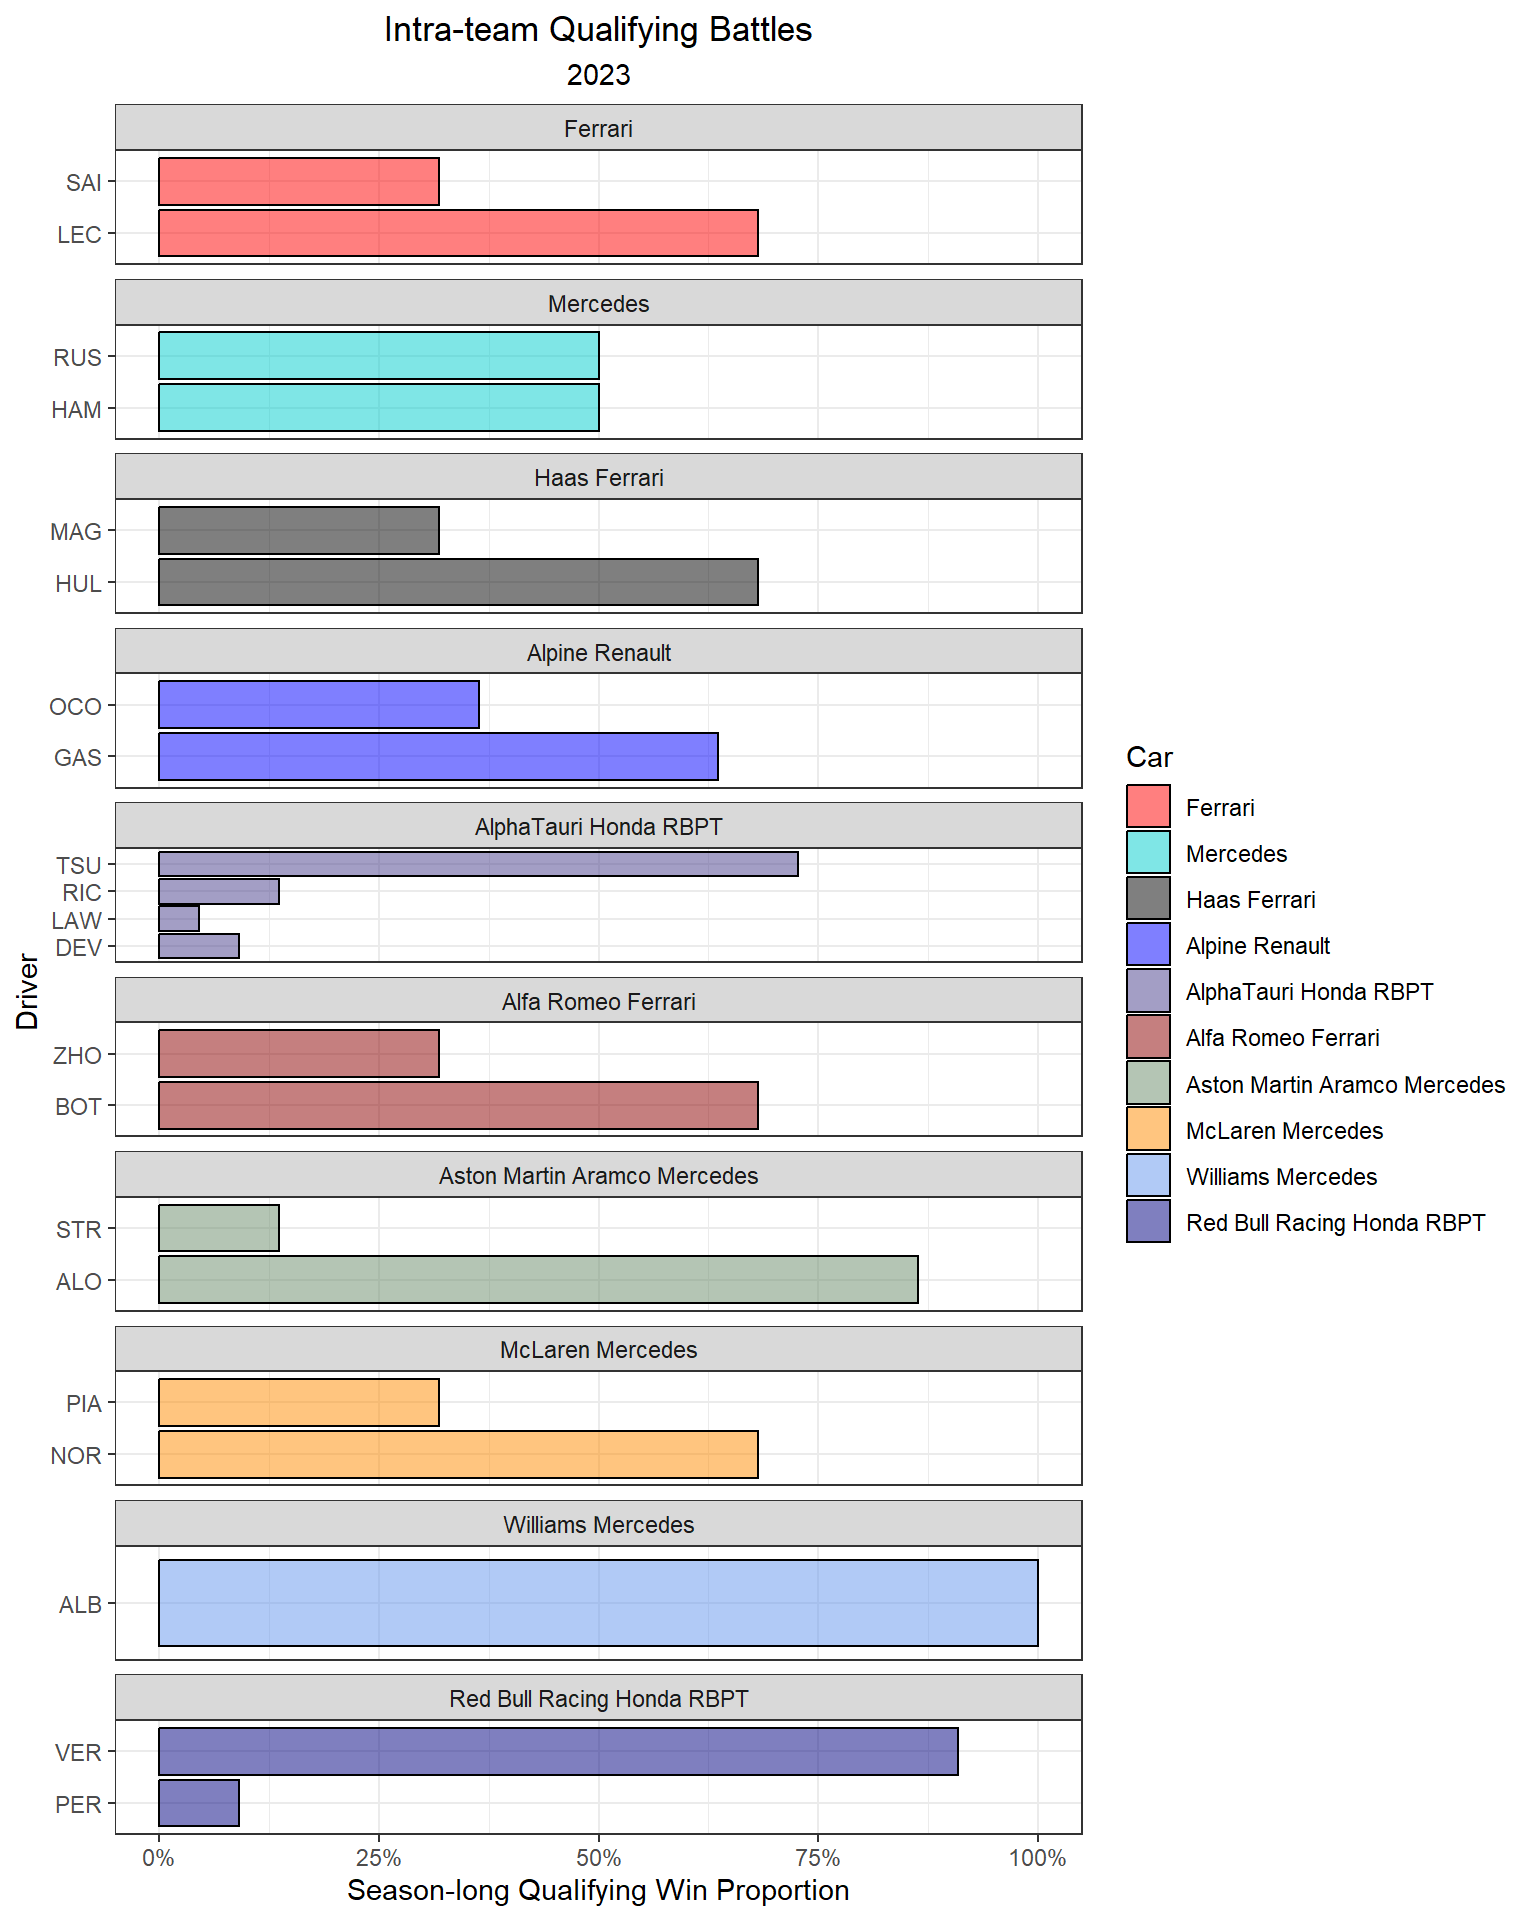 Intra-team Qualifying Battles
2023
Ferrari
SAI
LEC
Mercedes
RUS
HAM
Haas Ferrari
MAG
HUL
Alpine Renault
OCO
GAS
AlphaTauri Honda RBPT
TSU
RIC
LAW
DEV
Alfa Romeo Ferrari
ZHO
BOT
Aston Martin Aramco Mercedes
STR
ALO
McLaren Mercedes
PIA
NOR
Williams Mercedes
ALB
Red Bull Racing Honda RBPT
VER
PER
0% 25% 50% 75% 100%
Season-long Qualifying Win Proportion
Driver
Car
Ferrari
Mercedes
Haas Ferrari
Alpine Renault
AlphaTauri Honda RBPT
Alfa Romeo Ferrari
Aston Martin Aramco Mercedes
McLaren Mercedes
Williams Mercedes
Red Bull Racing Honda RBPT